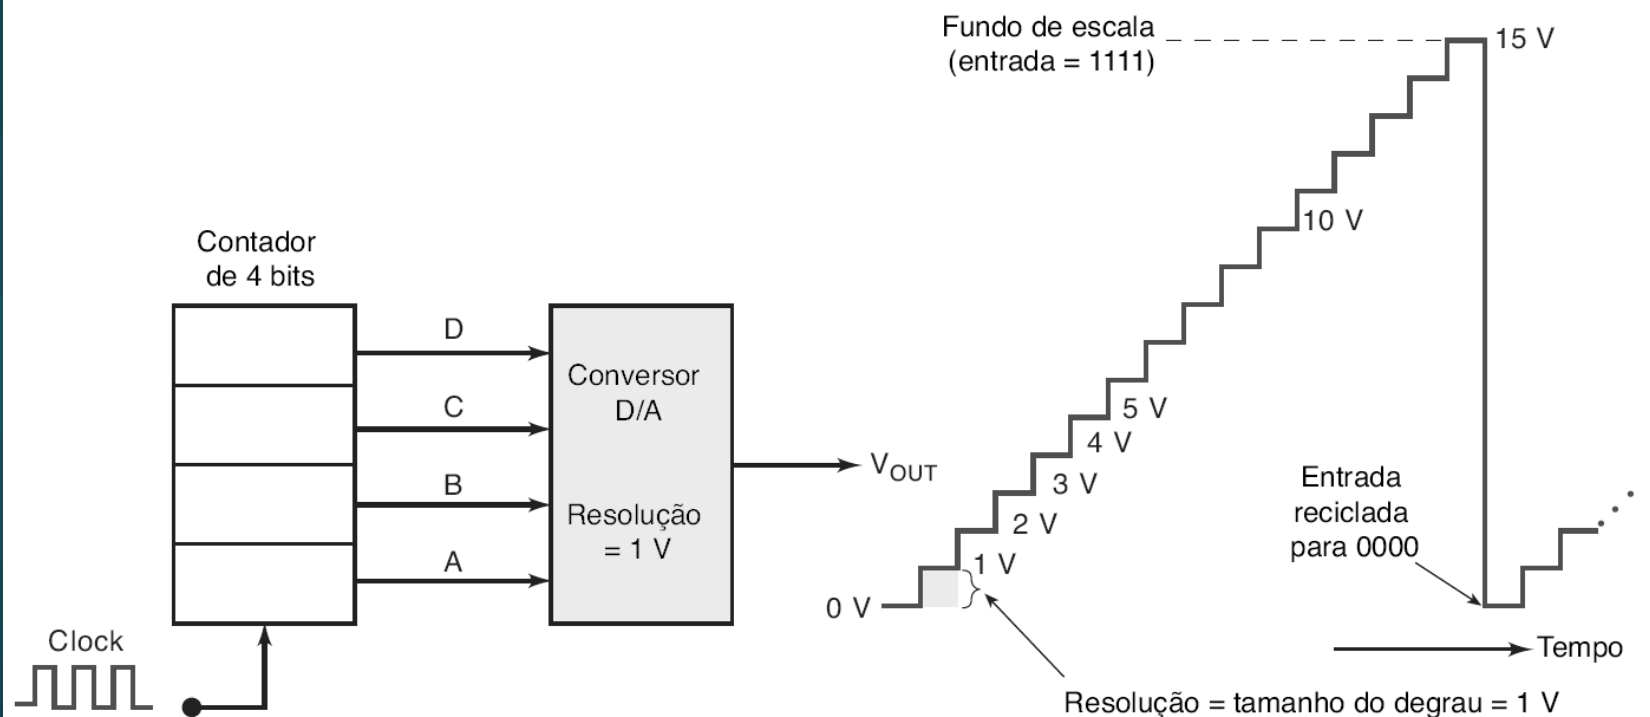 Fundo de escala
(entrada = 1111)
15 V
10 V
Contador
de 4 bits
D
C
B
A
Conversor
D/A
Resolução
= 1 V
V_OUT
Clock
5 V
4 V
3 V
2 V
1 V
0 V
Entrada
reciclada
para 0000
Tempo
Resolução = tamanho do degrau = 1 V